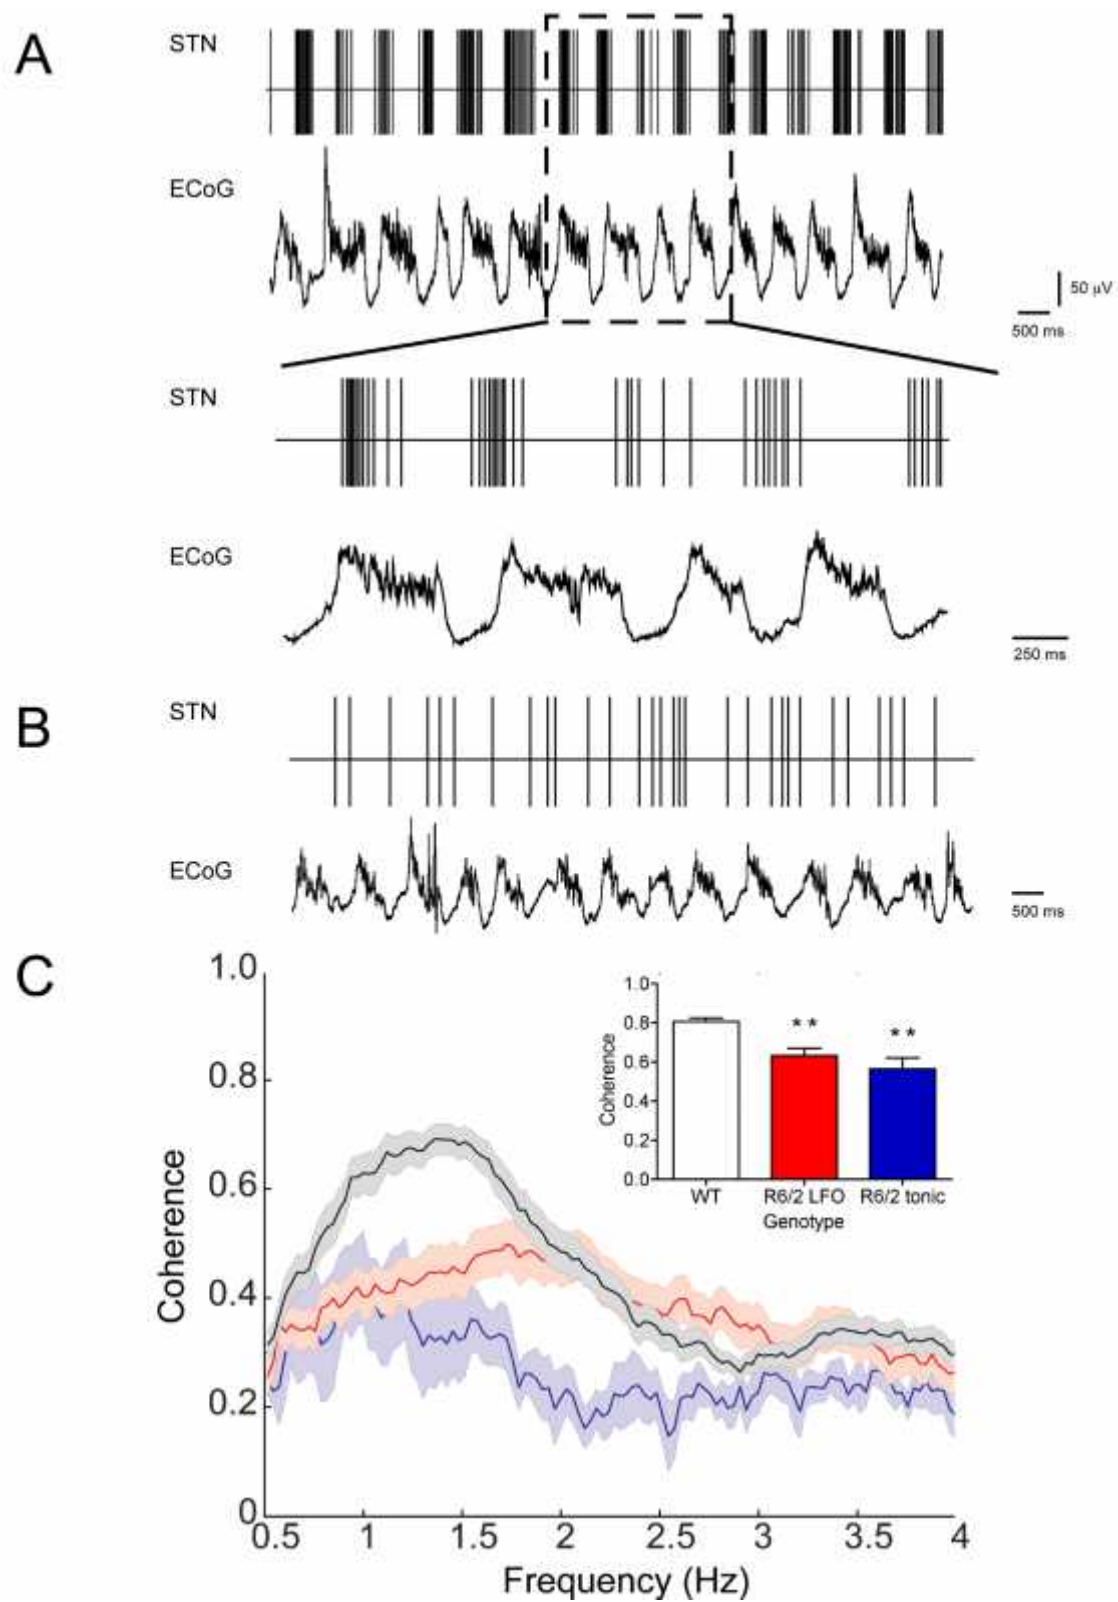 A
STN
ECoG
50 μV
500 ms
STN
ECoG
250 ms
B
STN
ECoG
500 ms
C
1.0
0.8
0.6
0.4
0.2
0
Coherence
0.5 1 1.5 2 2.5 3 3.5 4
Frequency (Hz)
1.0
0.8
0.6
0.4
0.2
0.0
Coherence
* *
* *
WT R6/2 LFO R6/2 tonic
Genotype